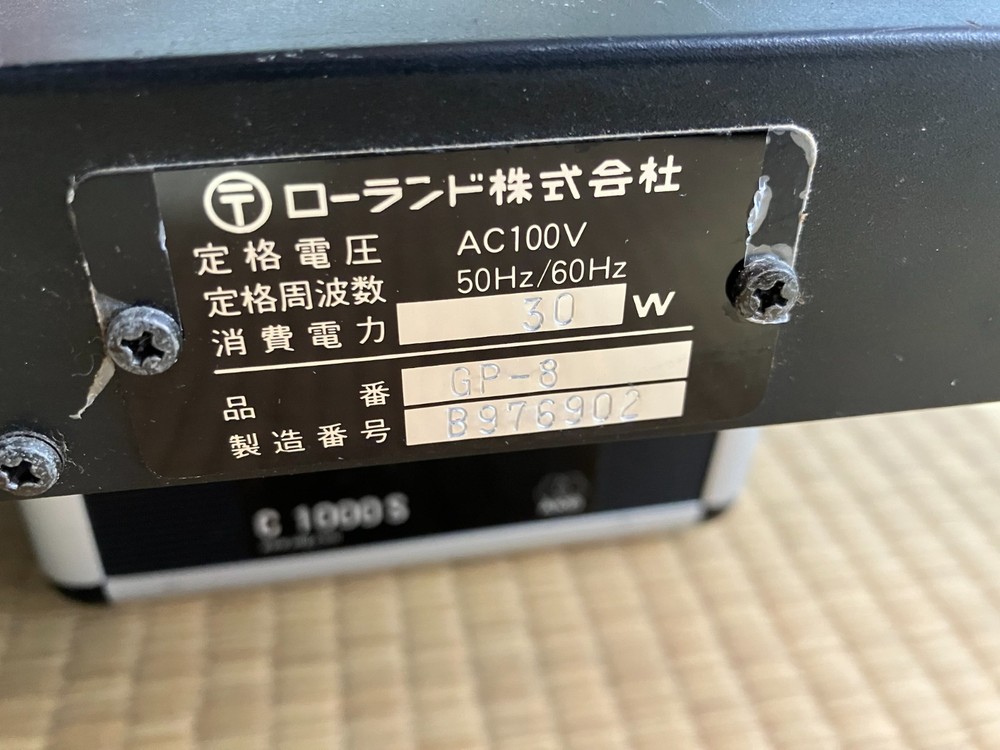 〒 ローランド株式会社
定格電圧 AC100V
定格周波数 50Hz/60Hz
消費電力 30 W
品番 GP-8
製造番号 B976902
C 1000S